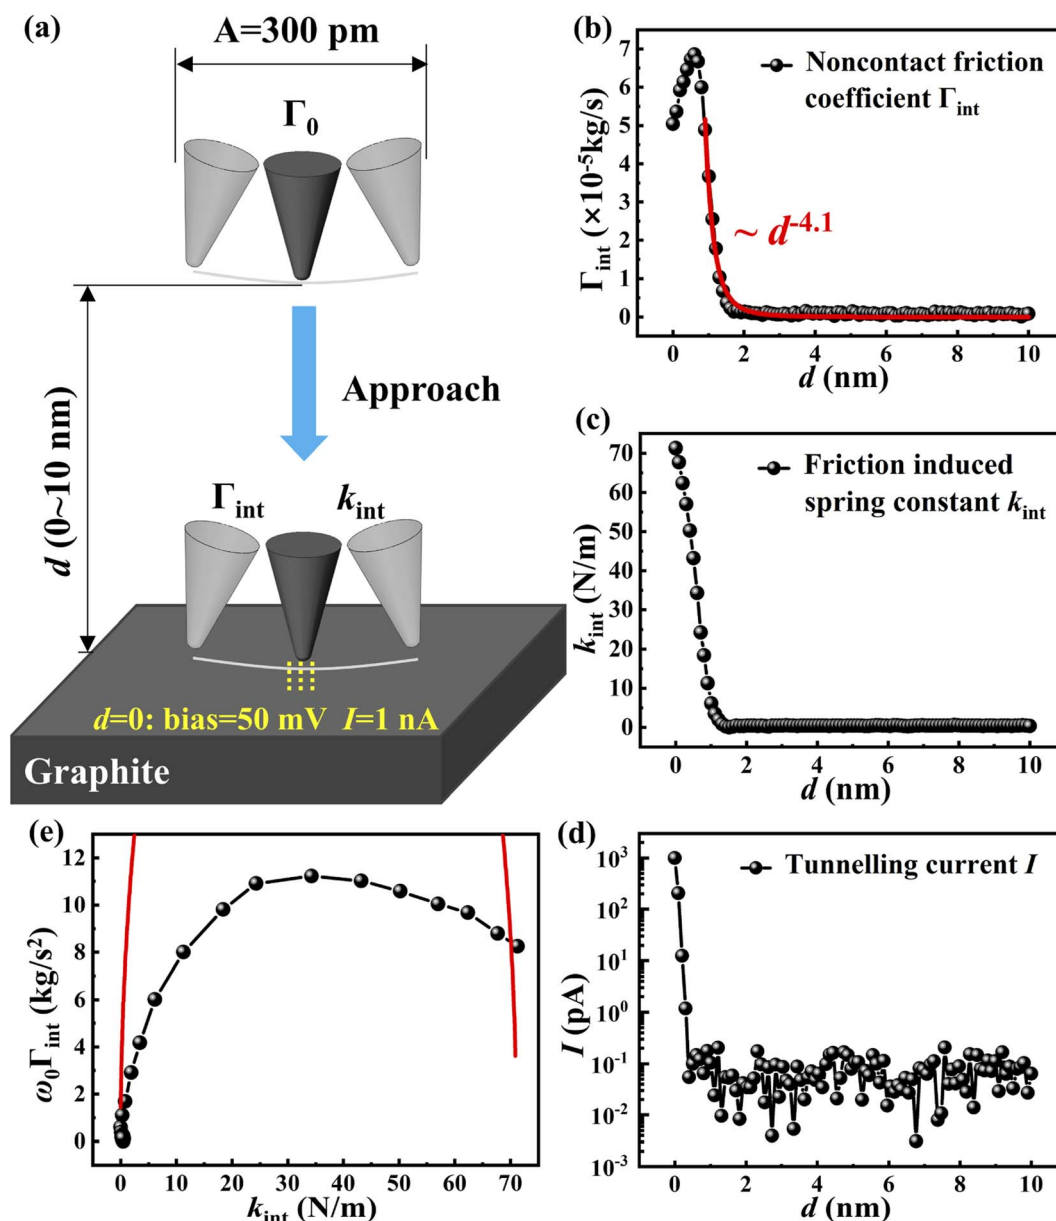 (a)
A=300 pm
Γ0
Approach
d (0~10 nm)
Γint
kint
d=0: bias=50 mV I=1 nA
Graphite
(b)
7
6
5
4
3
2
1
0
Γint (×10-5kg/s)
Noncontact friction
coefficient Γint
~ d-4.1
0 2 4 6 8 10
d (nm)
(c)
70
60
50
40
30
20
10
0
kint (N/m)
Friction induced
spring constant kint
0 2 4 6 8 10
d (nm)
(e)
12
10
8
6
4
2
0
ω0Γint (kg/s2)
0 10 20 30 40 50 60 70
kint (N/m)
(d)
103
102
101
100
10-1
10-2
10-3
I (pA)
Tunnelling current I
0 2 4 6 8 10
d (nm)